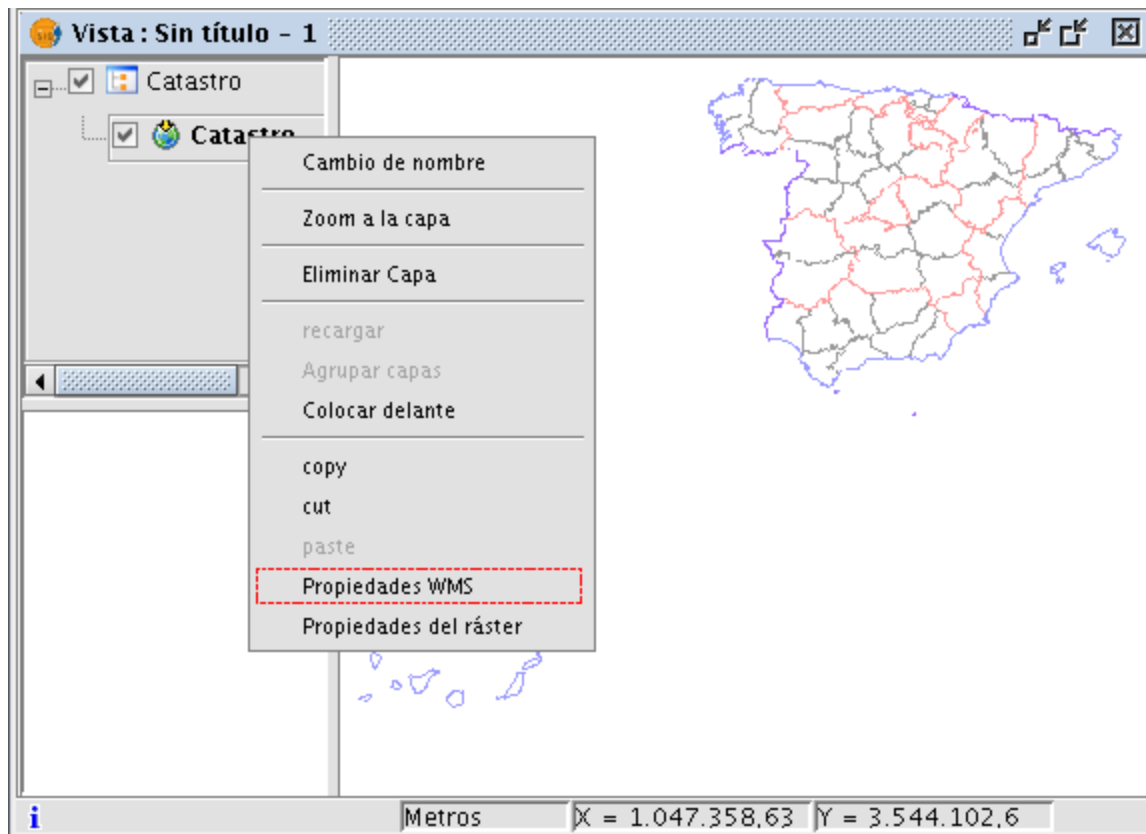 Vista : Sin título - 1
Catastro
Catastro
Cambio de nombre
Zoom a la capa
Eliminar Capa
recargar
Agrupar capas
Colocar delante
copy
cut
paste
Propiedades WMS
Propiedades del ráster
Metros X = 1.047.358,63 Y = 3.544.102,6